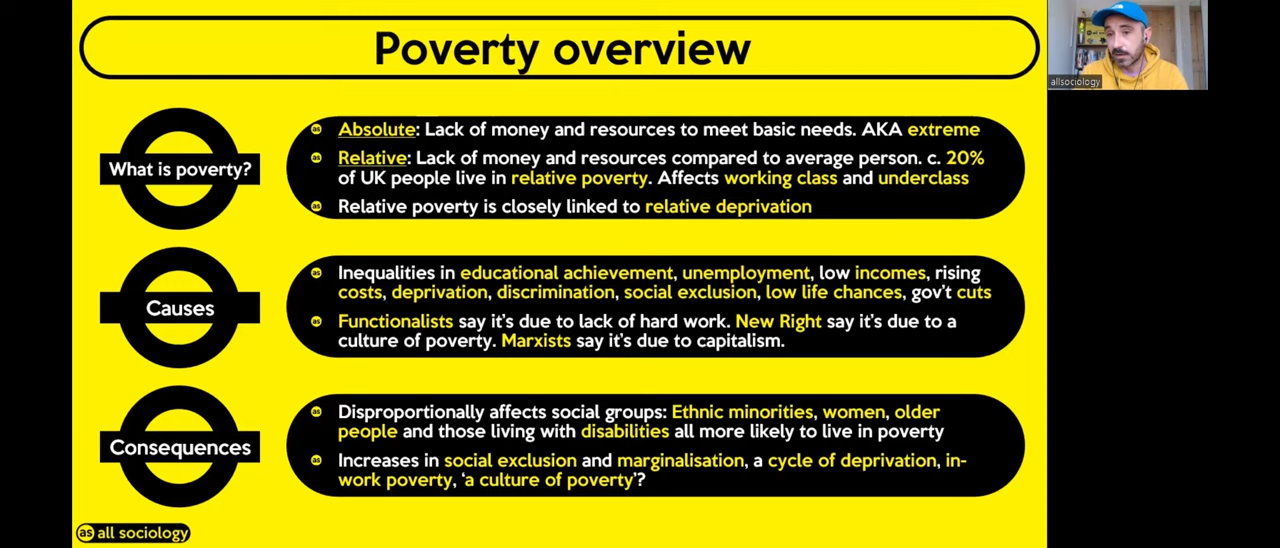 Poverty overview
allsociology
What is poverty?
Absolute: Lack of money and resources to meet basic needs. AKA extreme
Relative: Lack of money and resources compared to average person. c. 20%
of UK people live in relative poverty. Affects working class and underclass
Relative poverty is closely linked to relative deprivation
Causes
Inequalities in educational achievement, unemployment, low incomes, rising
costs, deprivation, discrimination, social exclusion, low life chances, gov't cuts
Functionalists say it's due to lack of hard work. New Right say it's due to a
culture of poverty. Marxists say it's due to capitalism.
Consequences
Disproportionally affects social groups: Ethnic minorities, women, older
people and those living with disabilities all more likely to live in poverty
Increases in social exclusion and marginalisation, a cycle of deprivation, in-
work poverty, 'a culture of poverty'?
as all sociology